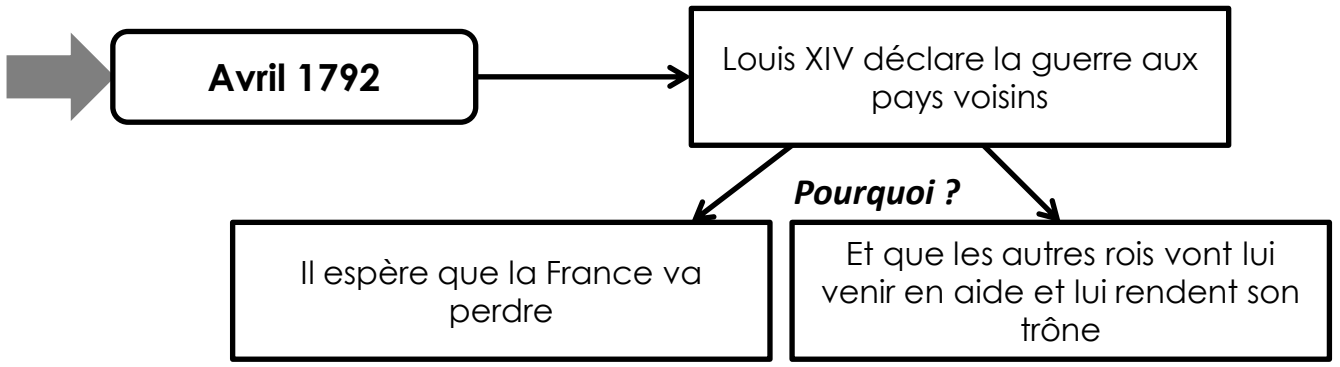 Avril 1792
Louis XIV déclare la guerre aux
pays voisins
Pourquoi ?
Il espère que la France va
perdre
Et que les autres rois vont lui
venir en aide et lui rendent son
trône